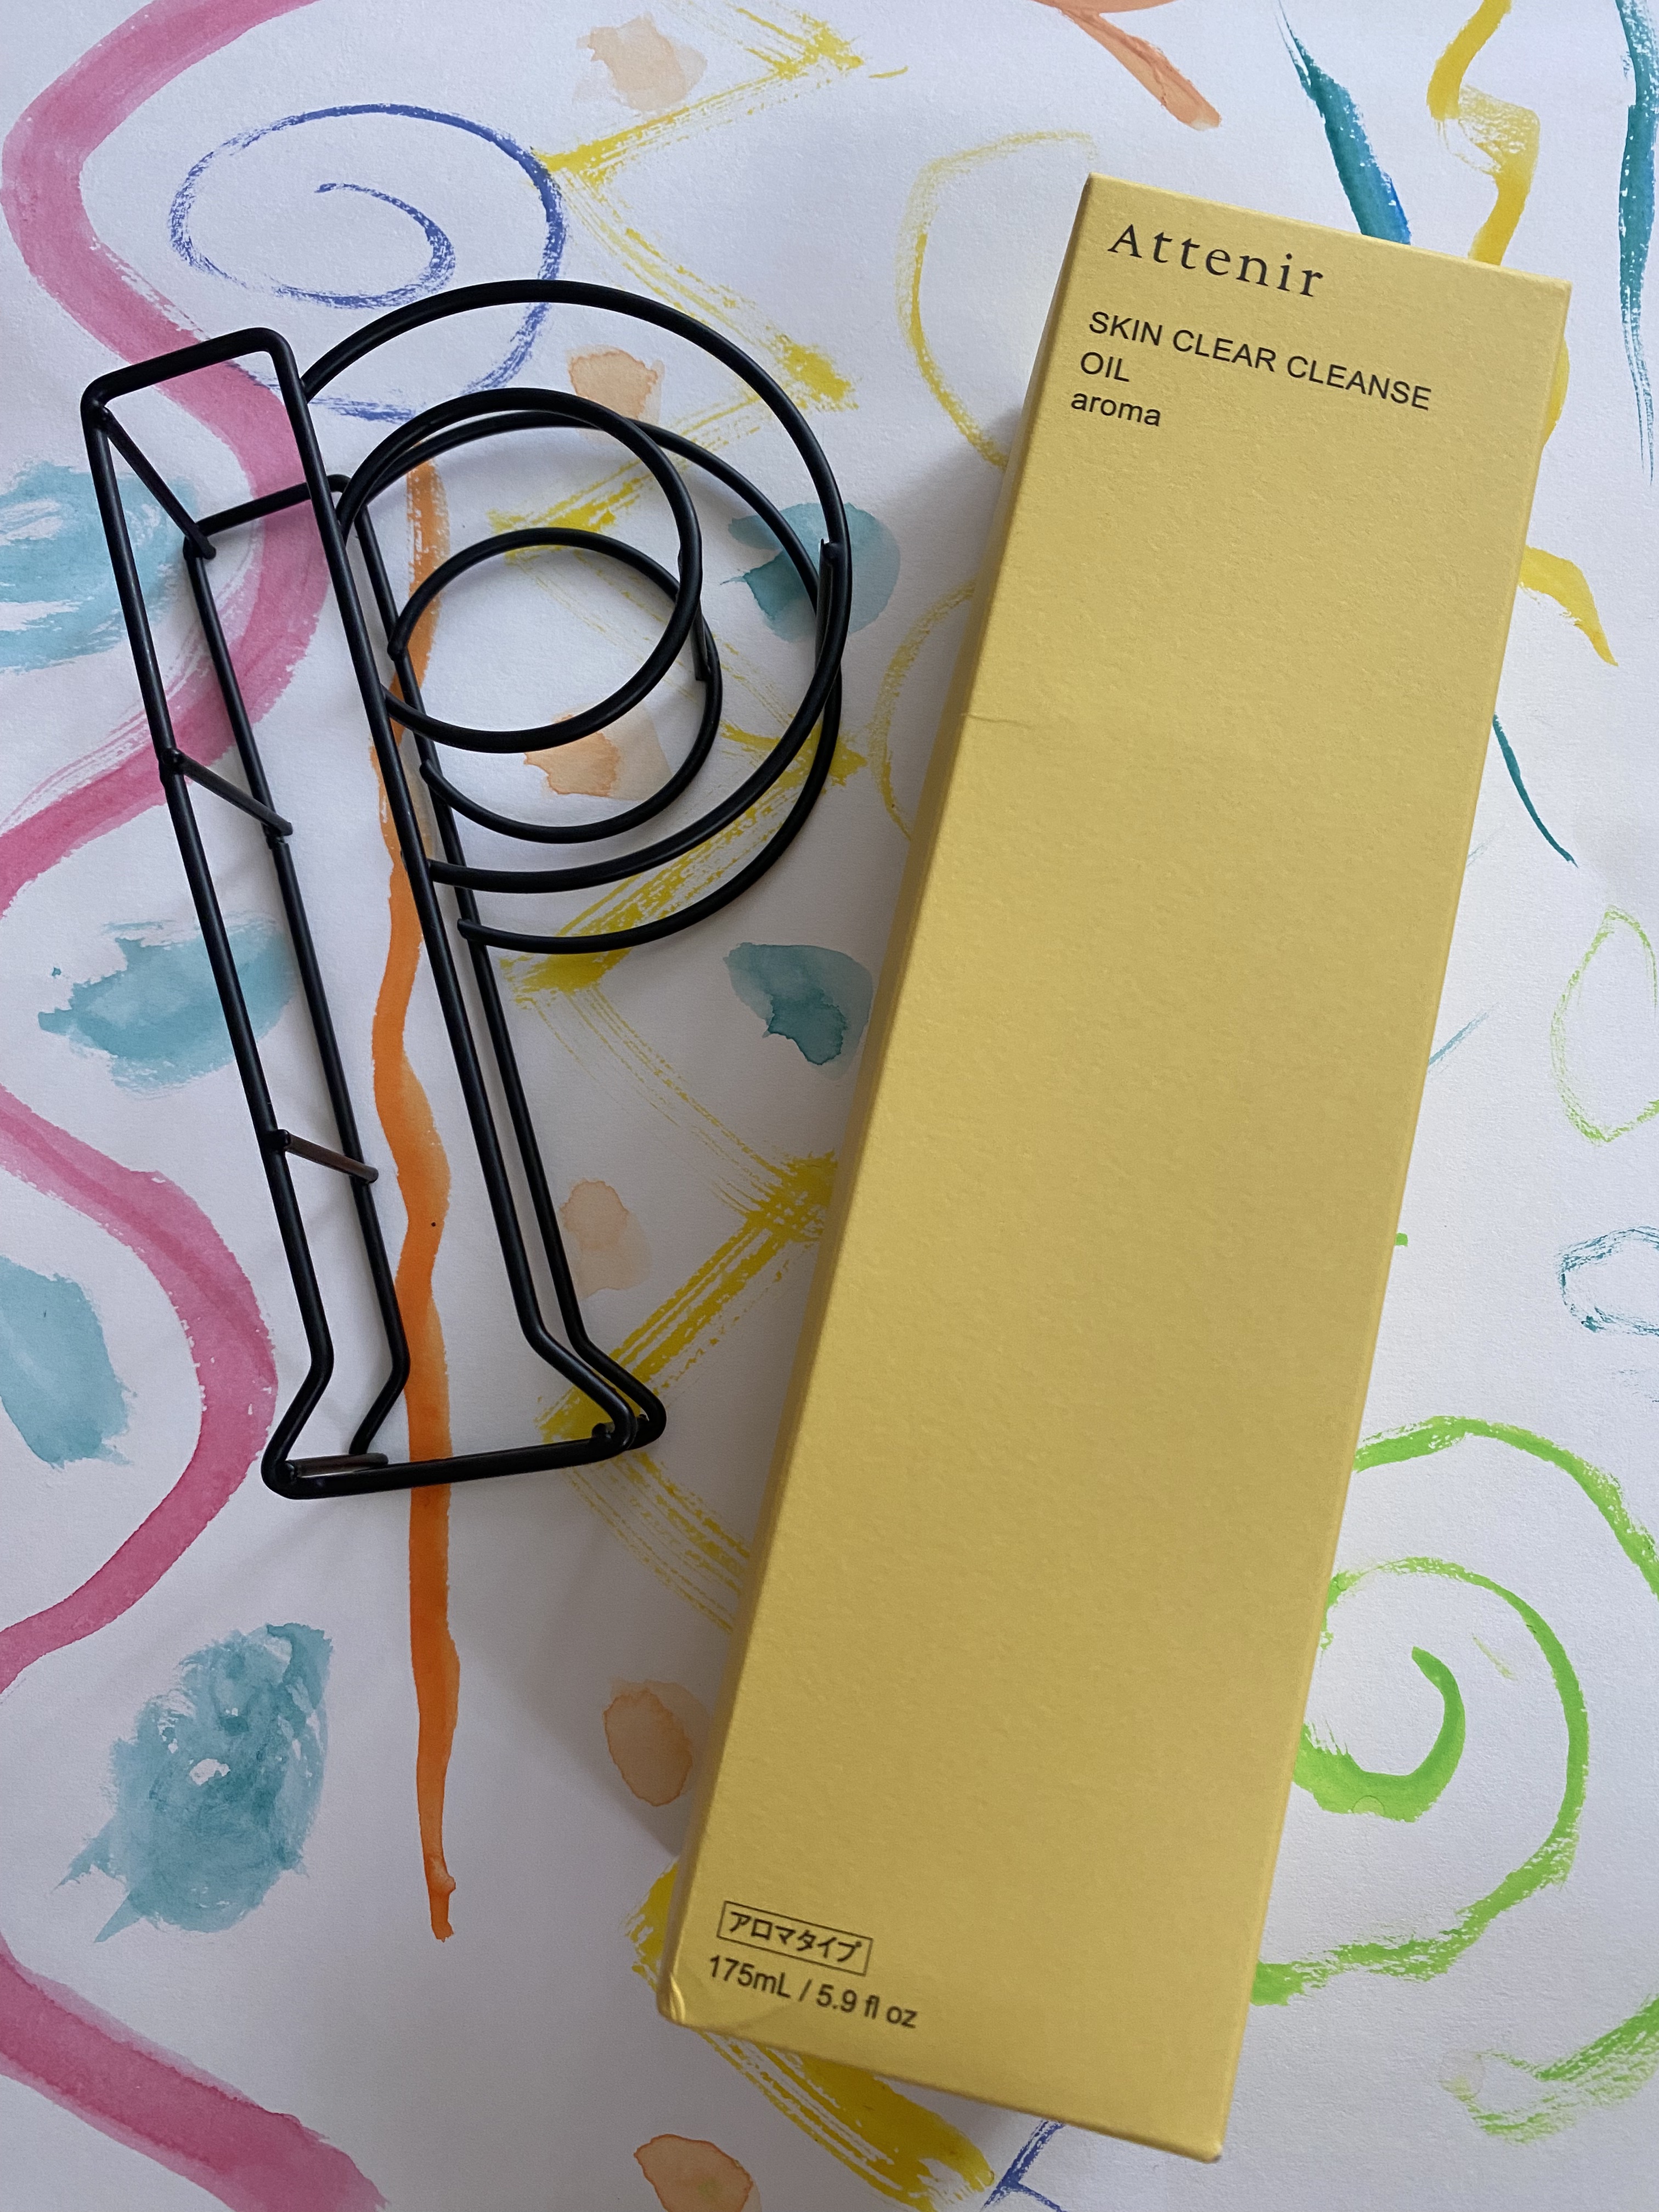 Attenir
SKIN CLEAR CLEANSE
OIL
aroma
アロマタイプ
175mL / 5.9 fl oz